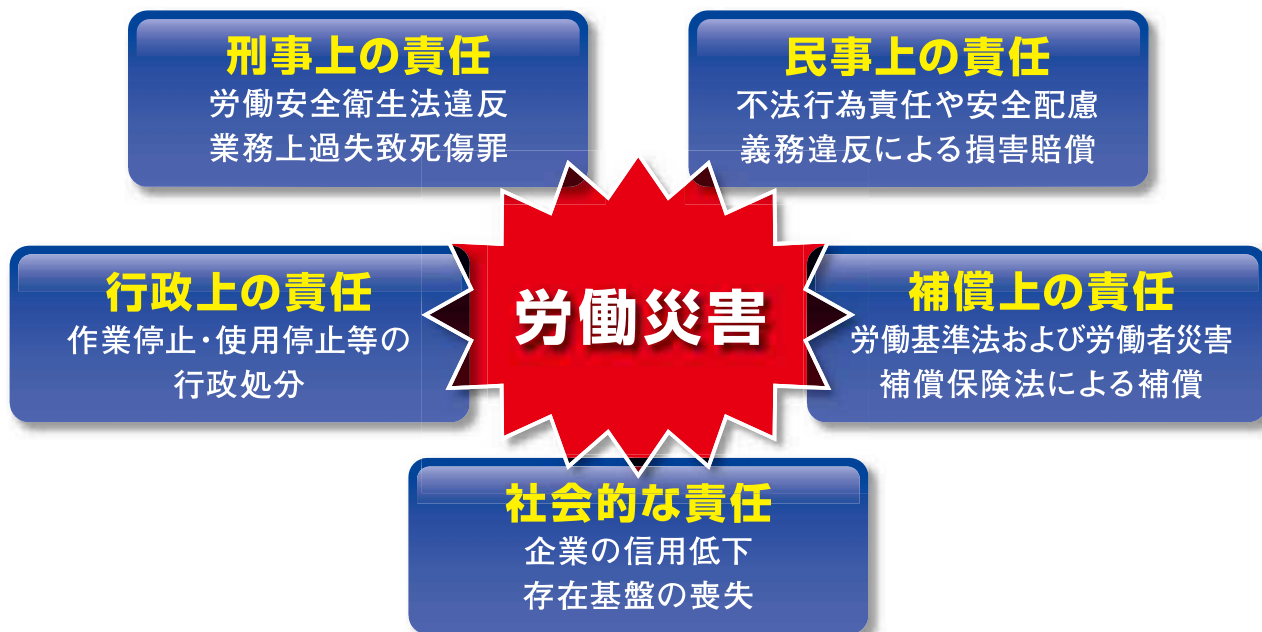 刑事上の責任
労働安全衛生法違反
業務上過失致死傷罪
民事上の責任
不法行為責任や安全配慮
義務違反による損害賠償
行政上の責任
作業停止・使用停止等の
行政処分
労働災害
補償上の責任
労働基準法および労働者災害
補償保険法による補償
社会的な責任
企業の信用低下
存在基盤の喪失